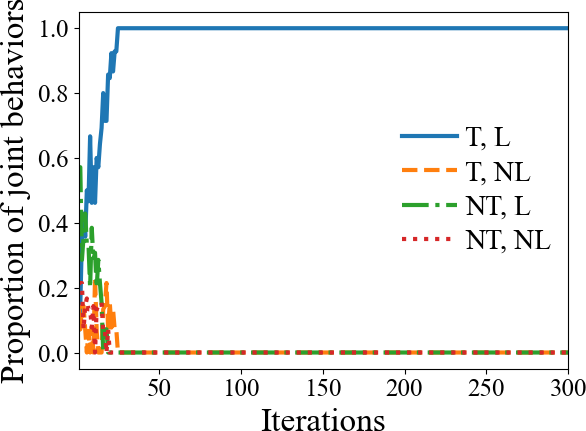 Proportion of joint behaviors
1.0
0.8
0.6
0.4
0.2
0.0
T, L
T, NL
NT, L
NT, NL
50 100 150 200 250 300
Iterations